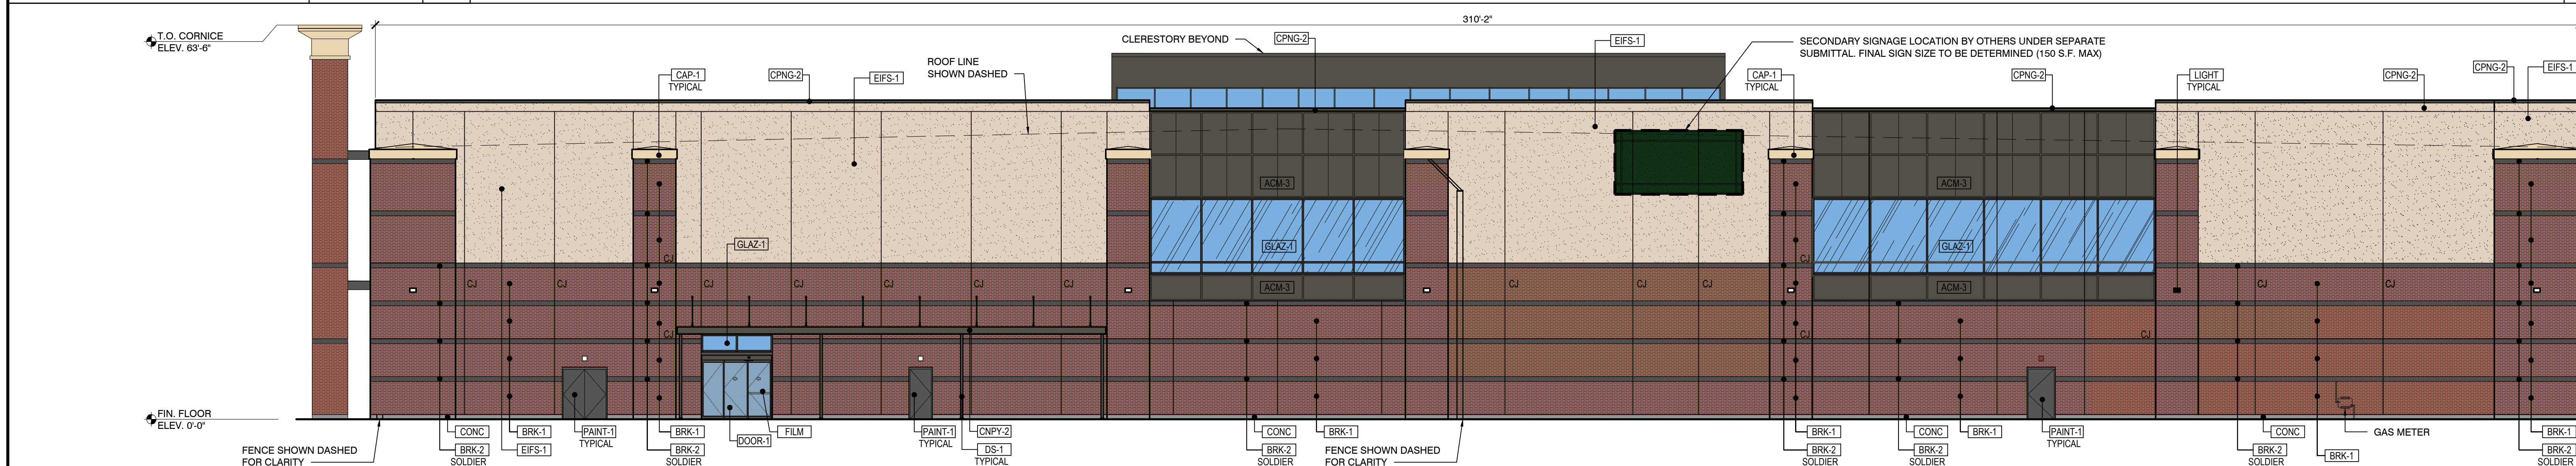 310'-2"
T.O. CORNICE
ELEV. 63'-6"
CLERESTORY BEYOND
CPNG-2
EIFS-1
SECONDARY SIGNAGE LOCATION BY OTHERS UNDER SEPARATE
SUBMITTAL. FINAL SIGN SIZE TO BE DETERMINED (150 S.F. MAX)
ROOF LINE
SHOWN DASHED
CAP-1
TYPICAL
CPNG-2
EIFS-1
CAP-1
TYPICAL
CPNG-2
LIGHT
TYPICAL
CPNG-2
CPNG-2
EIFS-1
ACM-3
ACM-3
GLAZ-1
GLAZ-1
GLAZ-1
CJ
CJ
CJ
CJ
CJ
CJ
CJ
CJ
CJ
CJ
CJ
CJ
CJ
CJ
ACM-3
ACM-3
CJ
CJ
CJ
FIN. FLOOR
ELEV. 0'-0"
CONC
BRK-1
PAINT-1
TYPICAL
BRK-1
DOOR-1
FILM
PAINT-1
TYPICAL
CNPY-2
CONC
BRK-1
BRK-1
CONC
BRK-1
PAINT-1
TYPICAL
CONC
GAS METER
BRK-1
FENCE SHOWN DASHED
FOR CLARITY
BRK-2
SOLDIER
EIFS-1
BRK-2
SOLDIER
DS-1
TYPICAL
BRK-2
SOLDIER
FENCE SHOWN DASHED
FOR CLARITY
BRK-2
SOLDIER
BRK-2
SOLDIER
BRK-2
SOLDIER
BRK-1
BRK-2
SOLDIER